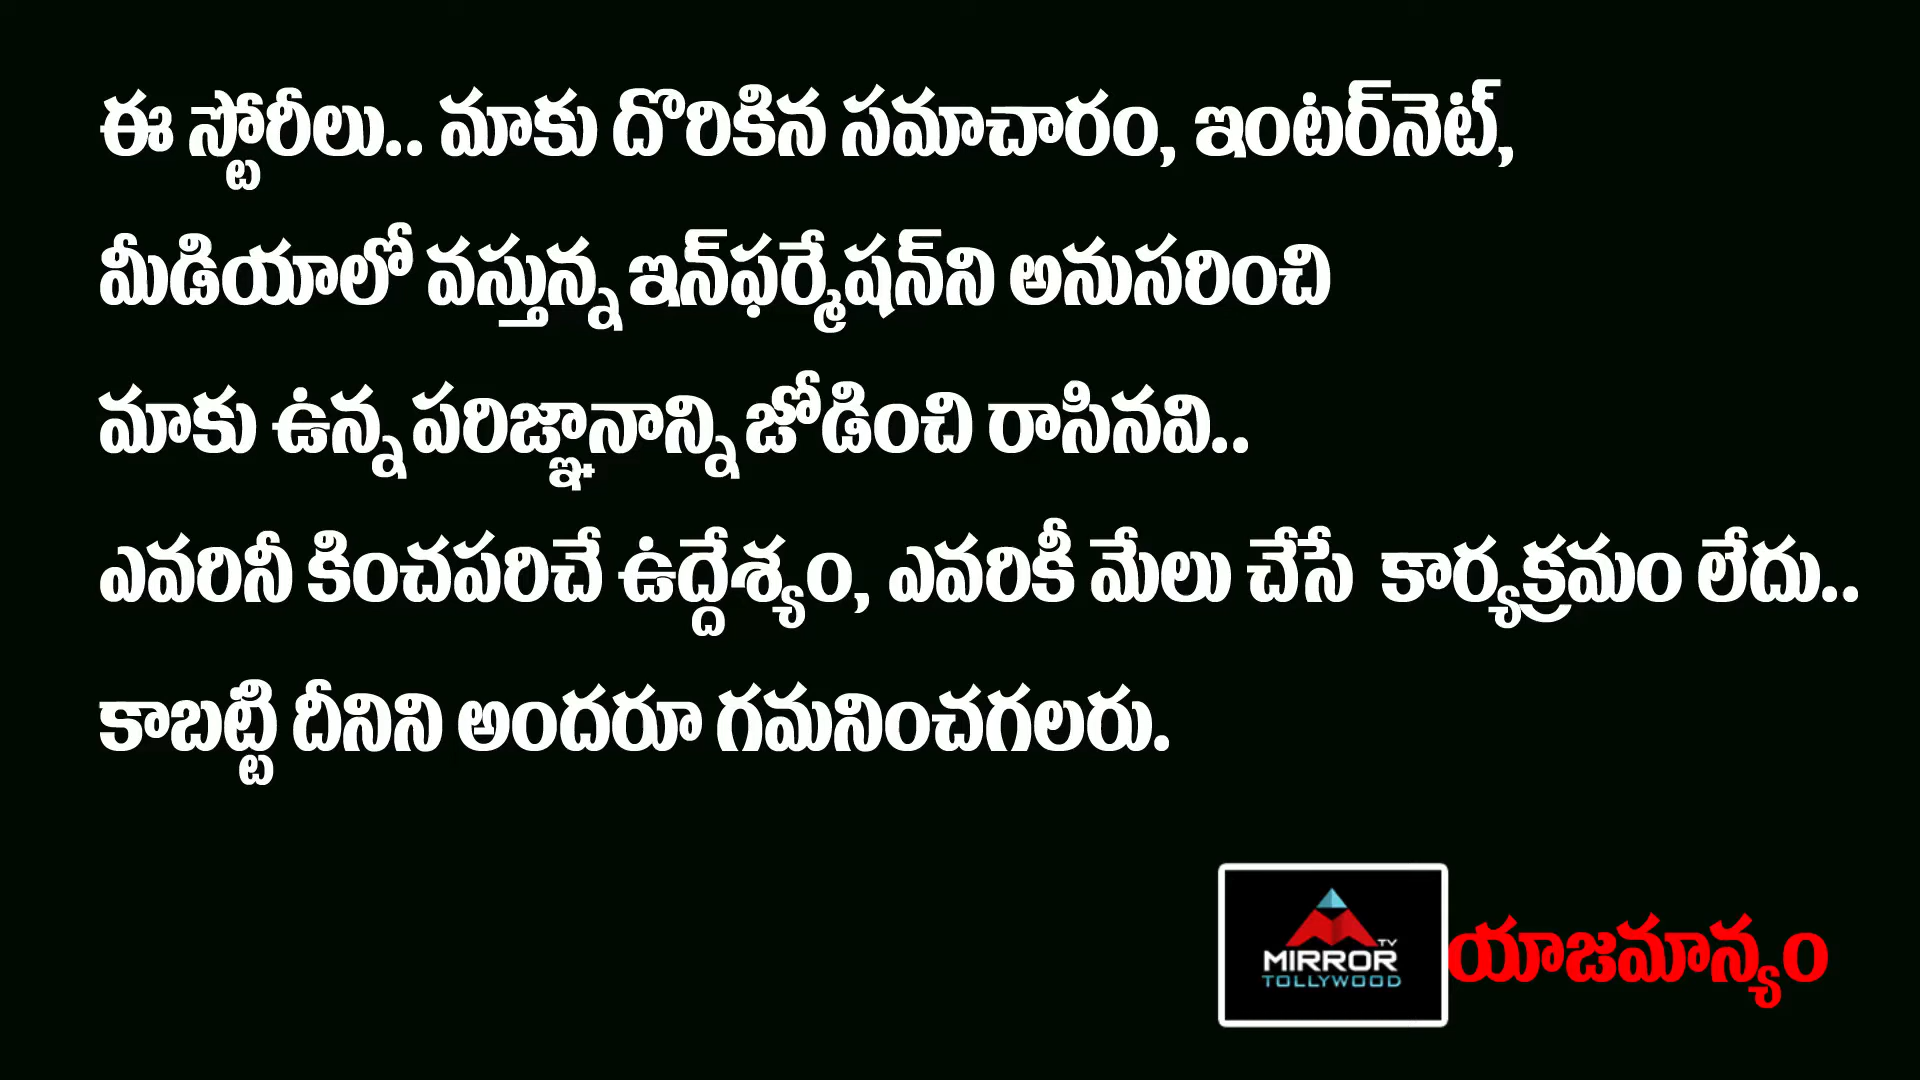 ఈ స్టోరీలు.. మాకు దొరికిన సమాచారం, ఇంటర్‌నెట్,
మీడియాలో వస్తున్న ఇన్‌ఫర్మేషన్‌ని అనుసరించి
మాకు ఉన్న పరిజ్ఞానాన్ని జోడించి రాసినవి..
ఎవరినీ కించపరిచే ఉద్దేశ్యం, ఎవరికీ మేలు చేసే కార్యక్రమం లేదు..
కాబట్టి దీనిని అందరూ గమనించగలరు.
TV
MIRROR
TOLLYWOOD
యాజమాన్యం